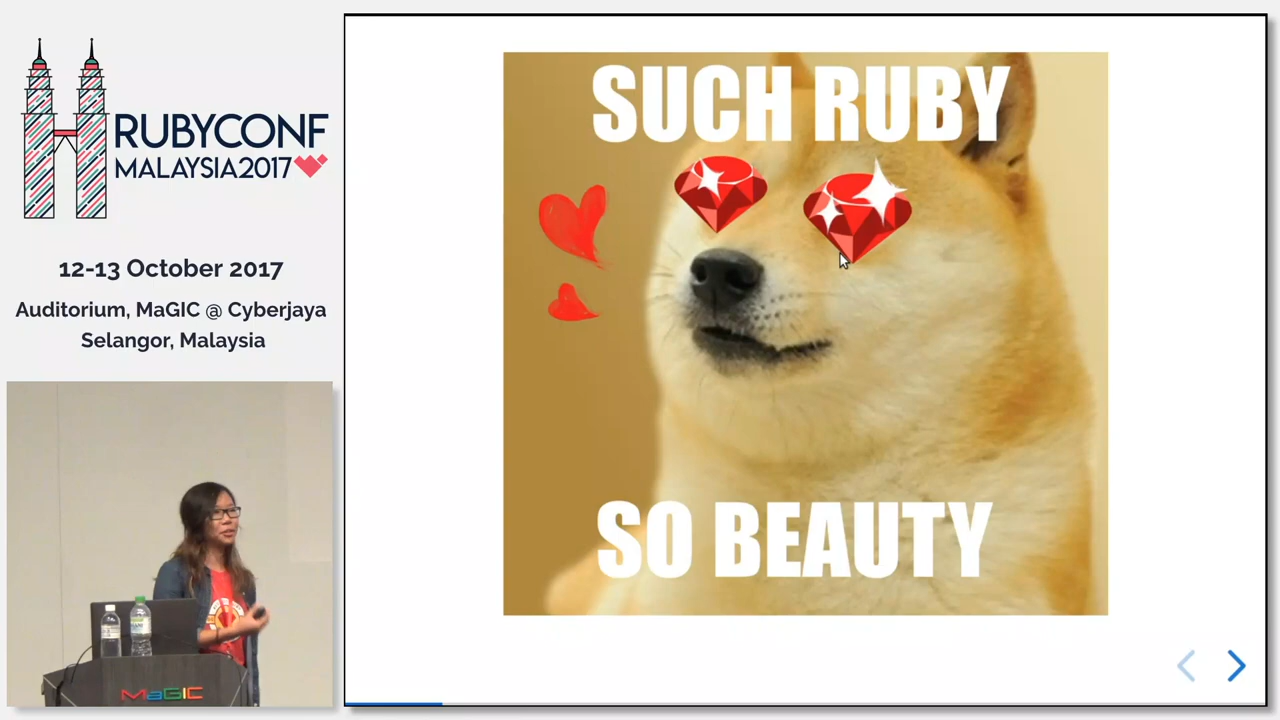 RUBYCONF
MALAYSIA2017
12-13 October 2017
Auditorium, MaGIC @ Cyberjaya
Selangor, Malaysia
MaGIC
SUCH RUBY
SO BEAUTY